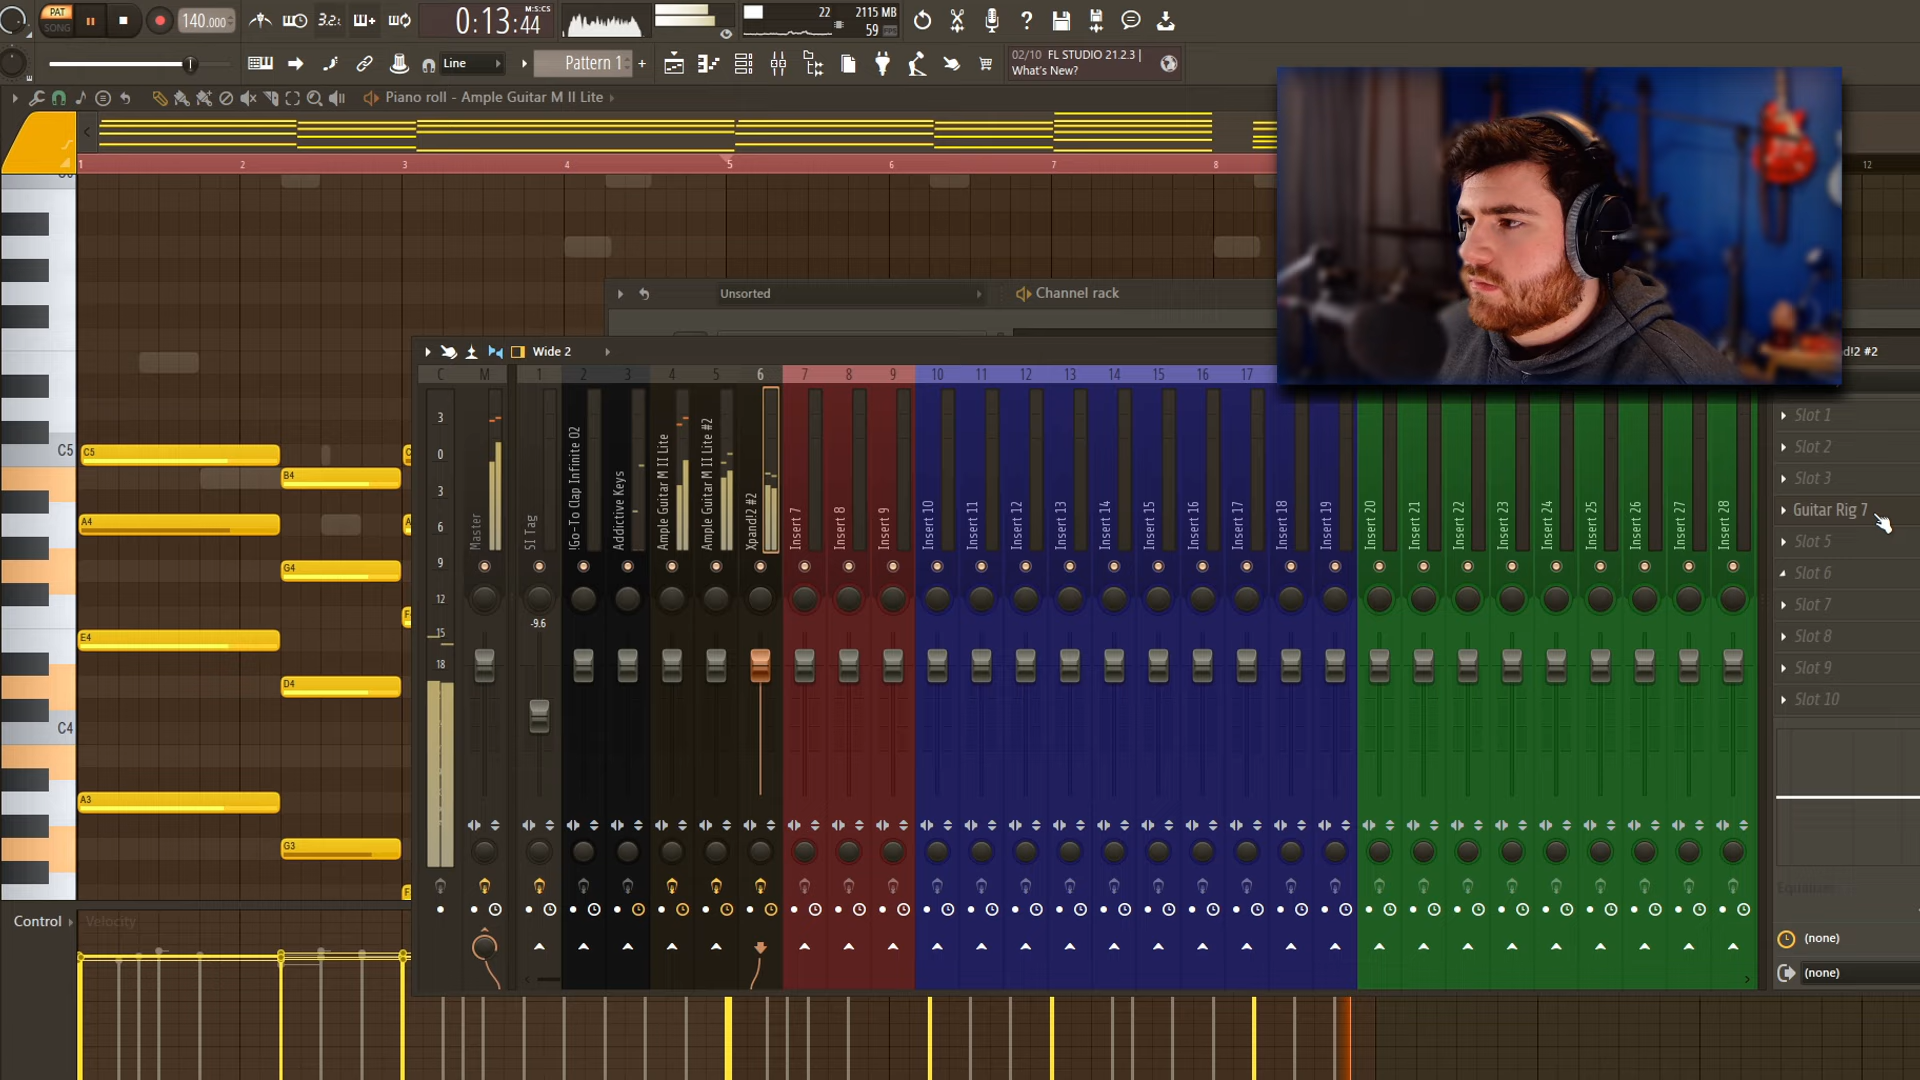 PAT
SONG
140.000
3.2.
0:13:44
M:S:CS
22
2115 MB
59
Line
Pattern 1
+
02/10 FL STUDIO 21.2.3 |
What's New?
Piano roll - Ample Guitar M II Lite
1 2 3 4 5 6 7 8 12
Unsorted
Channel rack
Wide 2
d!2 #2
C M 1 2 3 4 5 6 7 8 9 10 11 12 13 14 15 16 17
3
0
3
6
9
12
15
18
Master
SI Tag
!Go-To Clap Infinite 02
Addictive Keys
Ample Guitar M II Lite
Ample Guitar M II Lite #2
Xpand!2 #2
Insert 7
Insert 8
Insert 9
Insert 10
Insert 11
Insert 12
Insert 13
Insert 14
Insert 15
Insert 16
Insert 17
Insert 18
Insert 19
Insert 20
Insert 21
Insert 22
Insert 23
Insert 24
Insert 25
Insert 26
Insert 27
Insert 28
-9.6
Slot 1
Slot 2
Slot 3
Guitar Rig 7
Slot 5
Slot 6
Slot 7
Slot 8
Slot 9
Slot 10
Equalizer
(none)
(none)
C5
C5
B4
A4
G4
E4
D4
C4
A3
G3
Control
Velocity